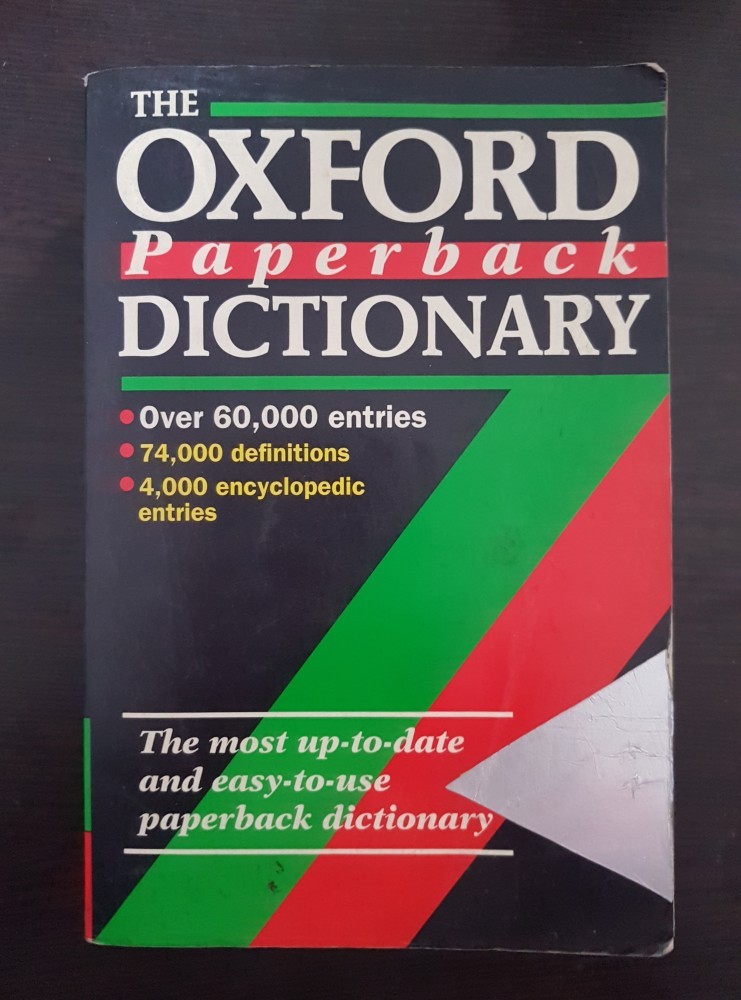 THE
OXFORD
Paperback
DICTIONARY
• Over 60,000 entries
• 74,000 definitions
• 4,000 encyclopedic
entries
The most up-to-date
and easy-to-use
paperback dictionary